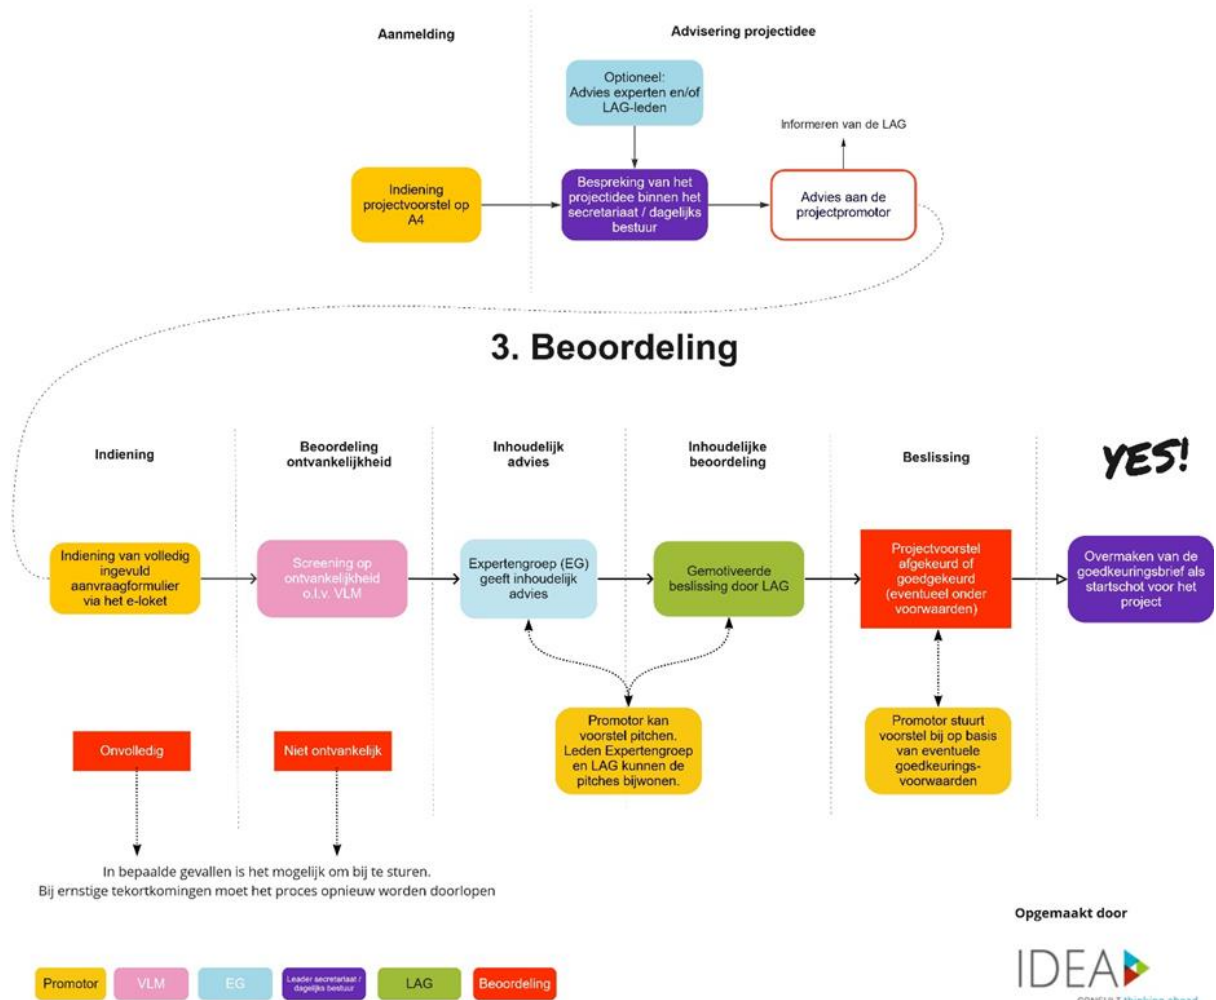 Aanmelding
Advisering projectidee
Optioneel:
Advies experten en/of
LAG-leden
Informeren van de LAG
Indiening
projectvoorstel op
A4
Bespreking van het
projectidee binnen het
secretariaat / dagelijks
bestuur
Advies aan de
projectpromotor
3. Beoordeling
Indiening
Beoordeling
ontvankelijkheid
Inhoudelijk
advies
Inhoudelijke
beoordeling
Beslissing
YES!
Indiening van volledig
ingevuld
aanvraagformulier
via het e-loket
Screening op
ontvankelijkheid
o.l.v. VLM
Expertengroep (EG)
geeft inhoudelijk
advies
Gemotiveerde
beslissing door LAG
Projectvoorstel
afgekeurd of
goedgekeurd
(eventueel onder
voorwaarden)
Overmaken van de
goedkeuringsbrief als
startschot voor het
project
Onvolledig
Niet ontvankelijk
Promotor kan
voorstel pitchen.
Leden Expertengroep
en LAG kunnen de
pitches bijwonen.
Promotor stuurt
voorstel bij op basis
van eventuele
goedkeurings-
voorwaarden
In bepaalde gevallen is het mogelijk om bij te sturen.
Bij ernstige tekortkomingen moet het proces opnieuw worden doorlopen
Opgemaakt door
IDEA
CONSULT thinking ahead
Promotor
VLM
EG
Leader secretariaat /
dagelijks bestuur
LAG
Beoordeling